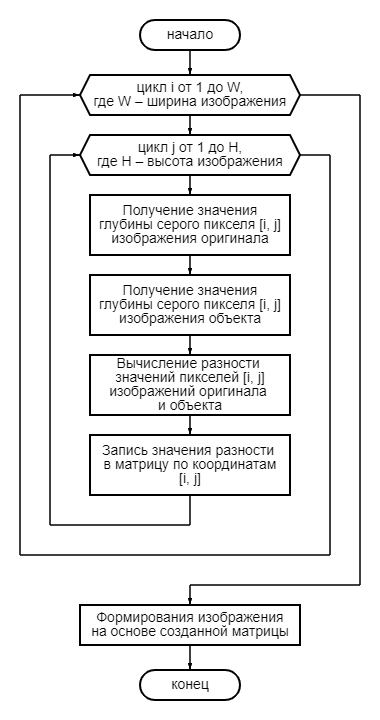 начало
цикл i от 1 до W,
где W – ширина изображения
цикл j от 1 до H,
где H – высота изображения
Получение значения
глубины серого пикселя [i, j]
изображения оригинала
Получение значения
глубины серого пикселя [i, j]
изображения объекта
Вычисление разности
значений пикселей [i, j]
изображений оригинала
и объекта
Запись значения разности
в матрицу по координатам
[i, j]
Формирования изображения
на основе созданной матрицы
конец